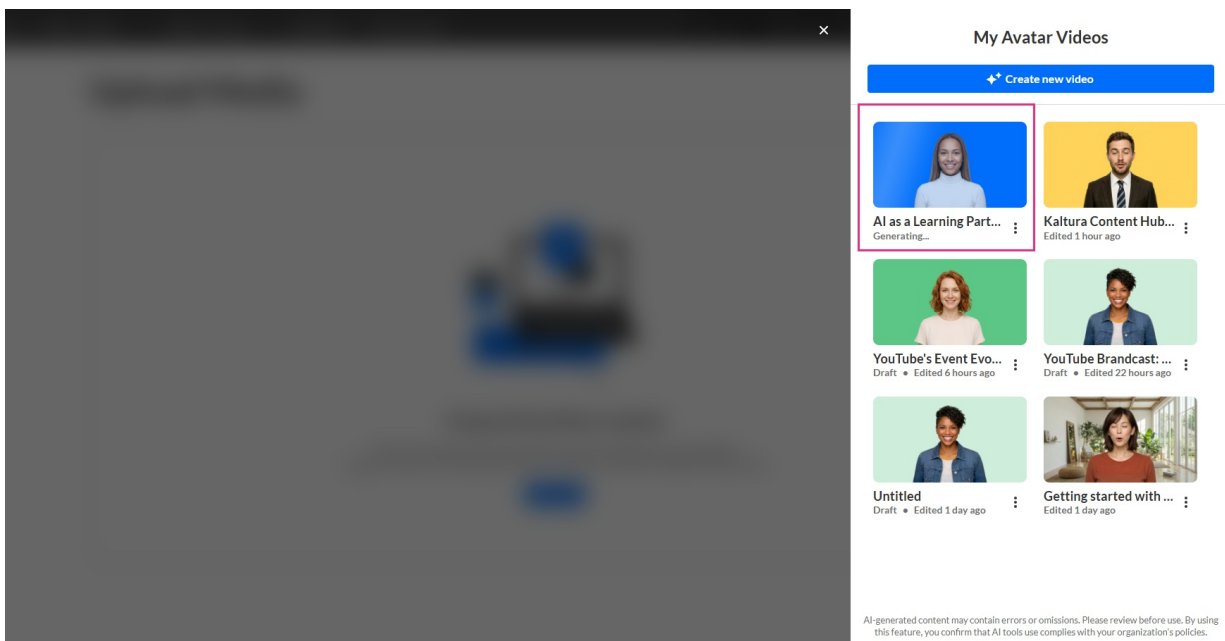 My Avatar Videos
Create new video
AI as a Learning Part...
Generating...
Kaltura Content Hub...
Edited 1 hour ago
YouTube's Event Evo...
Draft • Edited 6 hours ago
YouTube Brandcast: ...
Draft • Edited 22 hours ago
Untitled
Draft • Edited 1 day ago
Getting started with ...
Edited 1 day ago
AI-generated content may contain errors or omissions. Please review before use. By using
this feature, you confirm that AI tools use complies with your organization's policies.